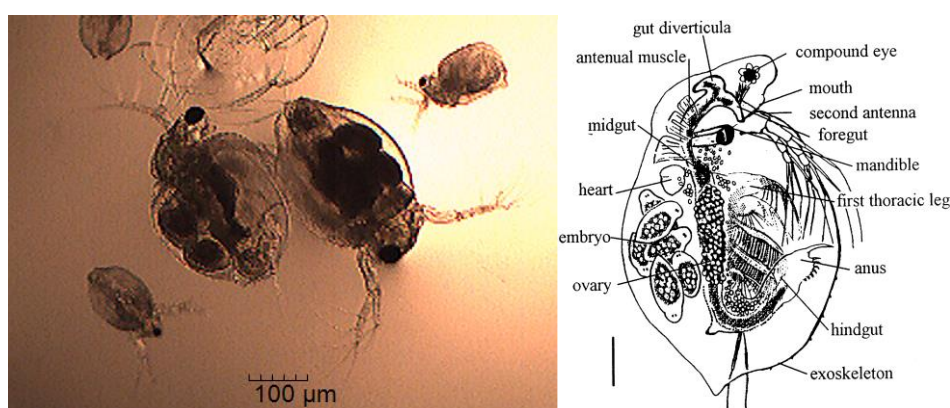 gut diverticula
antenual muscle
compound eye
mouth
second antenna
midgut
foregut
mandible
heart
first thoracic leg
embryo
anus
ovary
hindgut
exoskeleton
100 µm